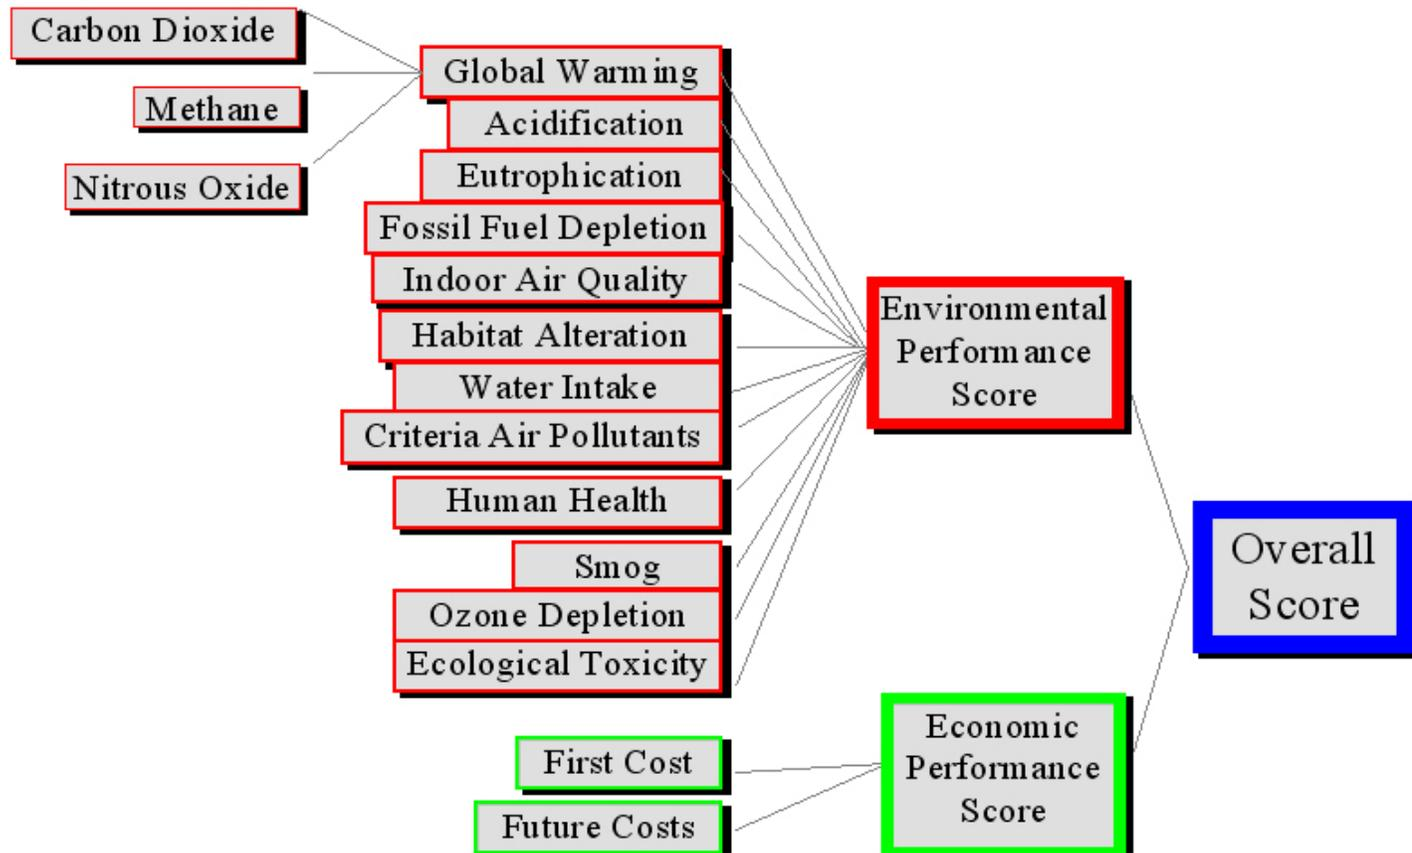 Carbon Dioxide
Methane
Nitrous Oxide
Global Warming
Acidification
Eutrophication
Fossil Fuel Depletion
Indoor Air Quality
Habitat Alteration
Water Intake
Criteria Air Pollutants
Human Health
Smog
Ozone Depletion
Ecological Toxicity
First Cost
Future Costs
Environmental
Performance
Score
Economic
Performance
Score
Overall
Score